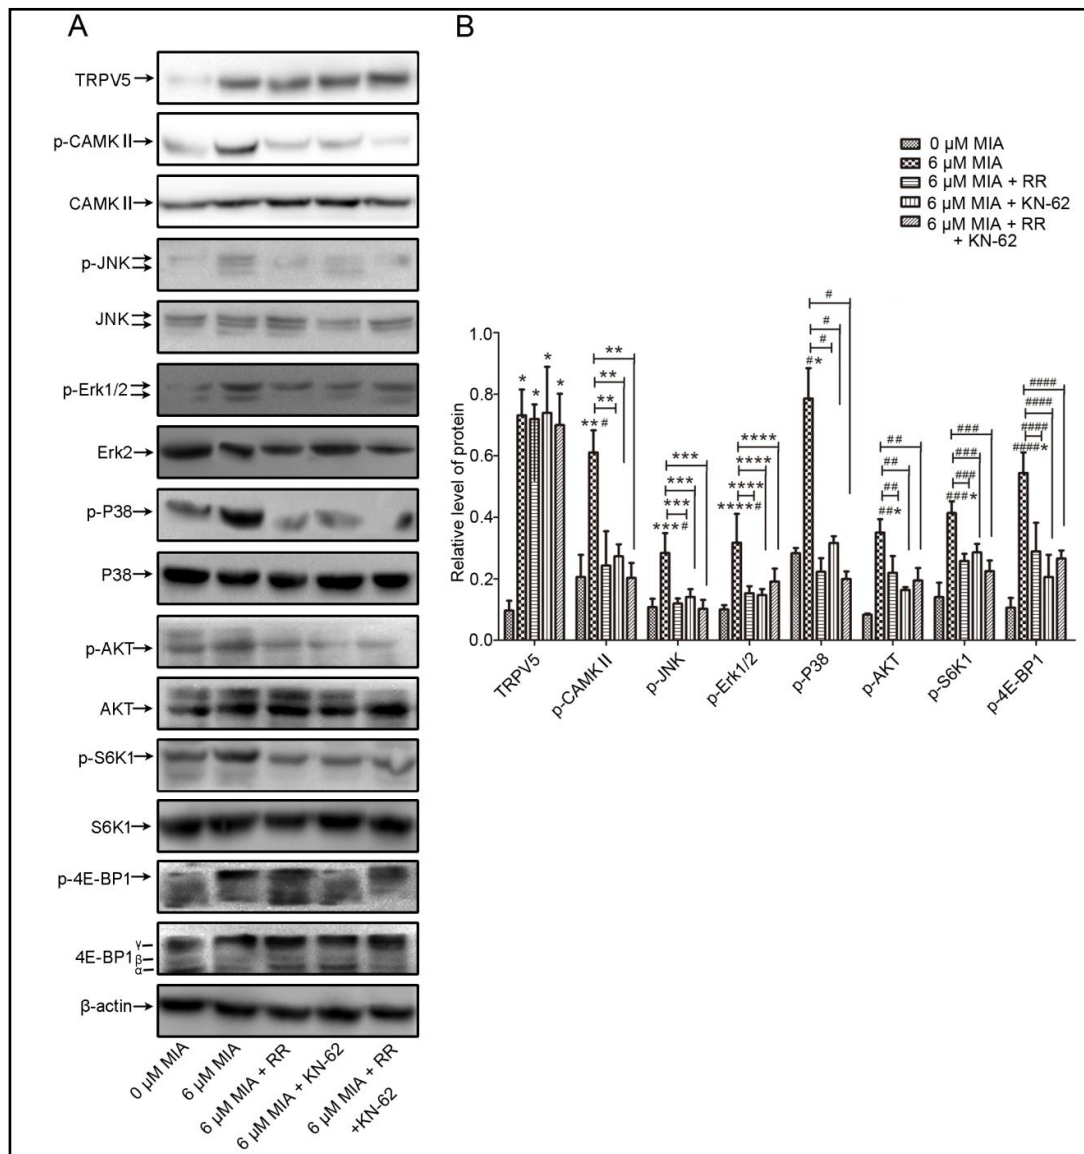 A
TRPV5
p-CAMK II
CAMK II
p-JNK
JNK
p-Erk1/2
Erk2
p-P38
P38
p-AKT
AKT
p-S6K1
S6K1
p-4E-BP1
4E-BP1
γ
β
α
β-actin
0 μM MIA
6 μM MIA
6 μM MIA + RR
6 μM MIA + KN-62
6 μM MIA + RR
+KN-62
B
0 μM MIA
6 μM MIA
6 μM MIA + RR
6 μM MIA + KN-62
6 μM MIA + RR
+ KN-62
Relative level of protein
1.0
0.8
0.6
0.4
0.2
0.0
*
*
*
*
**
**
**
** #
***
***
***
***#
****
****
****
****#
#
#
#
#*
##
##
##
##*
###
###
###
###*
####
####
####
####*
TRPV5
p-CAMK II
p-JNK
p-Erk1/2
p-P38
p-AKT
p-S6K1
p-4E-BP1